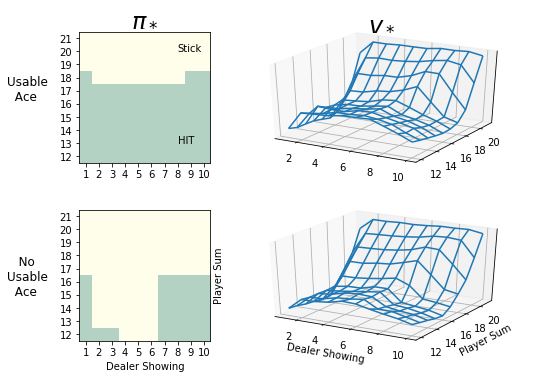 π*
v*
Usable
Ace
21
20
19
18
17
16
15
14
13
12
Stick
HIT
1 2 3 4 5 6 7 8 9 10
2 4 6 8 10
12 14 16 18 20
No
Usable
Ace
21
20
19
18
17
16
15
14
13
12
1 2 3 4 5 6 7 8 9 10
Dealer Showing
Player Sum
2 4 6 8 10
Dealer Showing
12 14 16 18 20
Player Sum